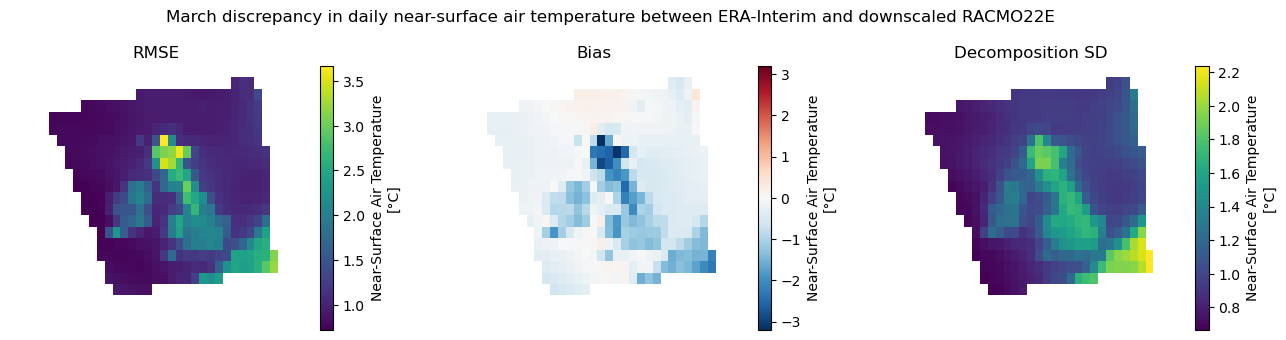 March discrepancy in daily near-surface air temperature between ERA-Interim and downscaled RACMO22E
RMSE
3.5
3.0
2.5
2.0
1.5
1.0
Near-Surface Air Temperature
[°C]
Bias
3
2
1
0
−1
−2
−3
Near-Surface Air Temperature
[°C]
Decomposition SD
2.2
2.0
1.8
1.6
1.4
1.2
1.0
0.8
Near-Surface Air Temperature
[°C]